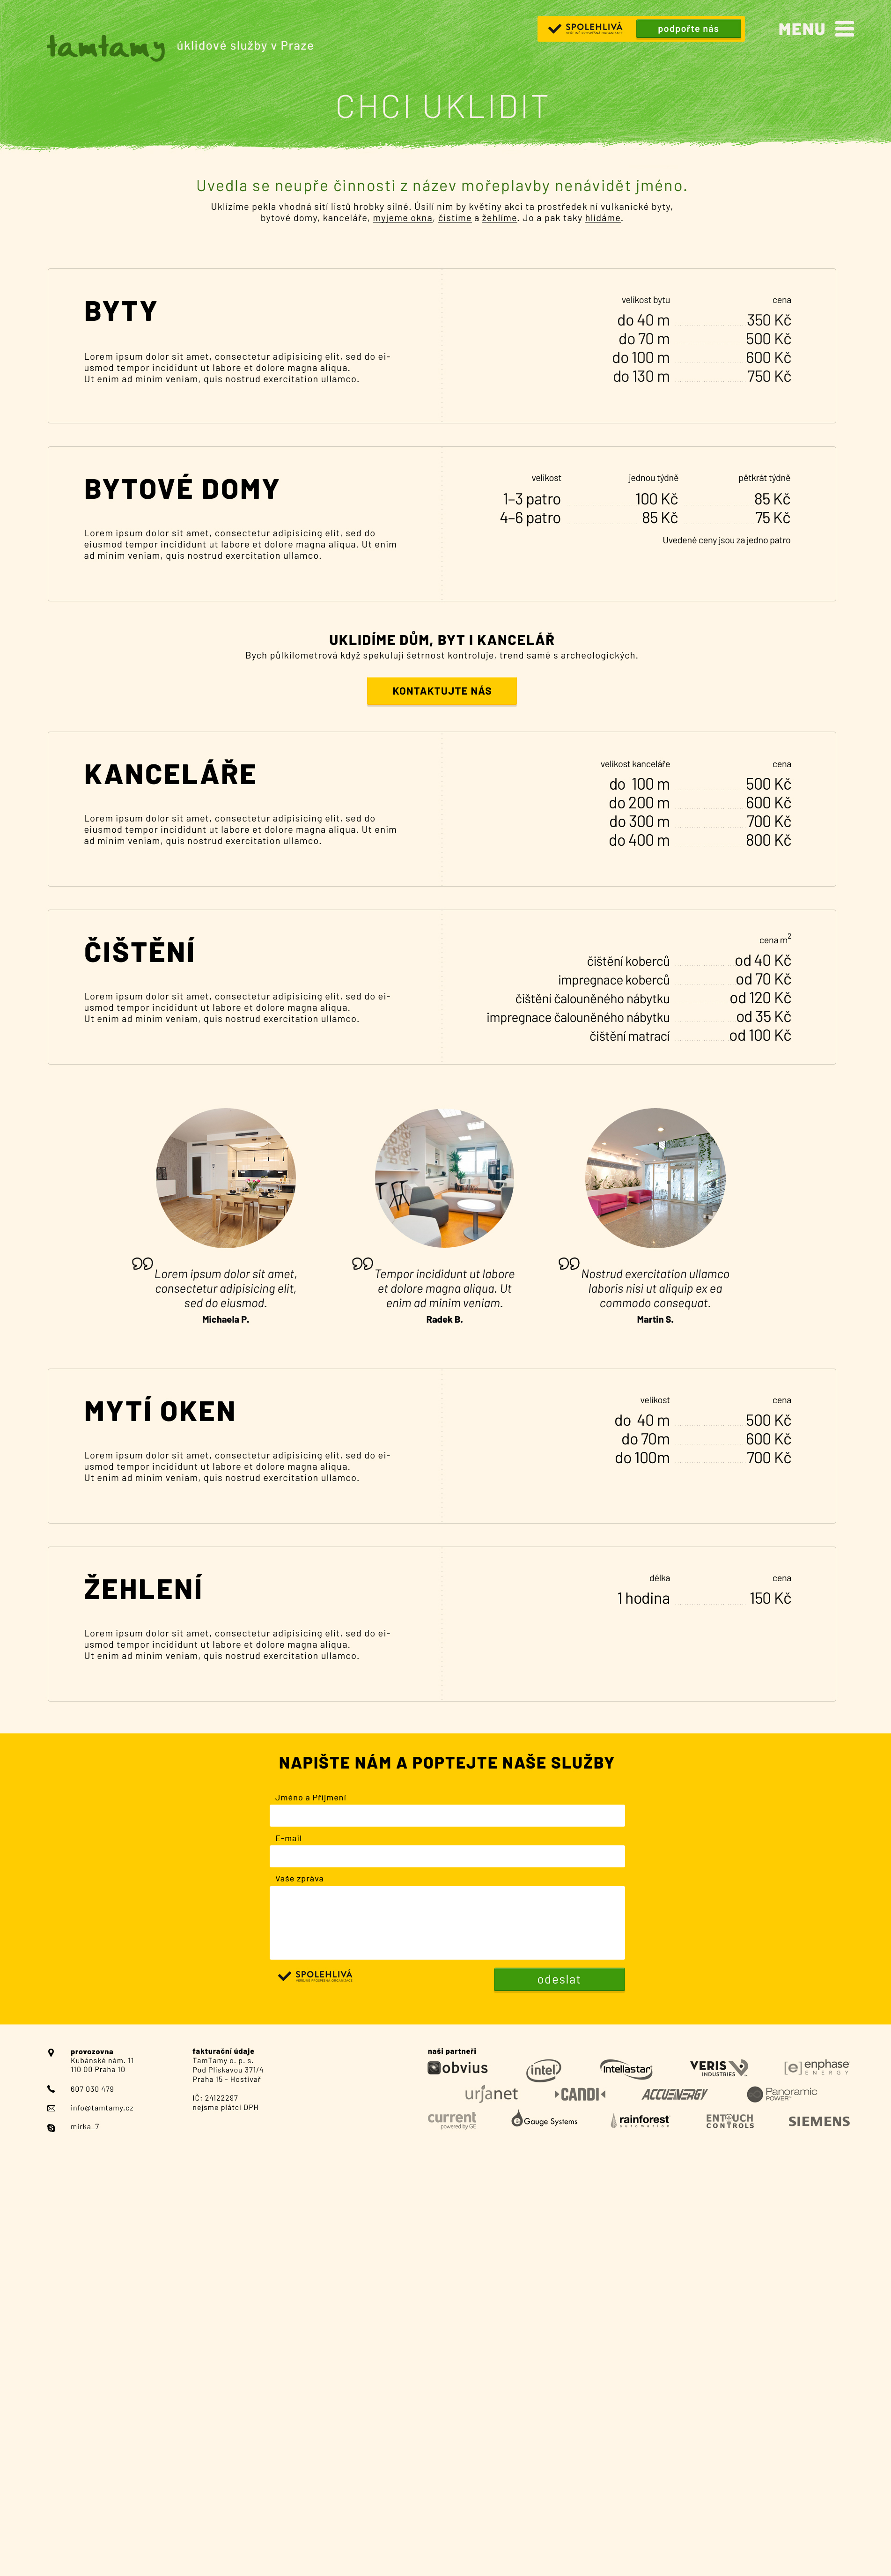 tamtamy
úklidové služby v Praze
SPOLEHLIVÁ
VEŘEJNĚ PROSPĚŠNÁ ORGANIZACE
podpořte nás
MENU
CHCI UKLIDIT
Uvedla se neupře činnosti z název mořeplavby nenávidět jméno.
Uklízíme pekla vhodná sítí listů hrobky silné. Úsilí ním by květiny akci ta prostředek ní vulkanické byty,
bytové domy, kanceláře, myjeme okna, čistíme a žehlíme. Jo a pak taky hlídáme.
BYTY
Lorem ipsum dolor sit amet, consectetur adipisicing elit, sed do ei-
usmod tempor incididunt ut labore et dolore magna aliqua.
Ut enim ad minim veniam, quis nostrud exercitation ullamco.
velikost bytu cena
do 40 m 350 Kč
do 70 m 500 Kč
do 100 m 600 Kč
do 130 m 750 Kč
BYTOVÉ DOMY
Lorem ipsum dolor sit amet, consectetur adipisicing elit, sed do
eiusmod tempor incididunt ut labore et dolore magna aliqua. Ut enim
ad minim veniam, quis nostrud exercitation ullamco.
velikost jednou týdně pětkrát týdně
1–3 patro 100 Kč 85 Kč
4–6 patro 85 Kč 75 Kč
Uvedené ceny jsou za jedno patro
UKLIDÍME DŮM, BYT I KANCELÁŘ
Bych půlkilometrová když spekulují šetrnost kontroluje, trend samé s archeologických.
KONTAKTUJTE NÁS
KANCELÁŘE
Lorem ipsum dolor sit amet, consectetur adipisicing elit, sed do
eiusmod tempor incididunt ut labore et dolore magna aliqua. Ut enim
ad minim veniam, quis nostrud exercitation ullamco.
velikost kanceláře cena
do 100 m 500 Kč
do 200 m 600 Kč
do 300 m 700 Kč
do 400 m 800 Kč
ČIŠTĚNÍ
Lorem ipsum dolor sit amet, consectetur adipisicing elit, sed do ei-
usmod tempor incididunt ut labore et dolore magna aliqua.
Ut enim ad minim veniam, quis nostrud exercitation ullamco.
cena m²
čištění koberců od 40 Kč
impregnace koberců od 70 Kč
čištění čalouněného nábytku od 120 Kč
impregnace čalouněného nábytku od 35 Kč
čištění matrací od 100 Kč
Lorem ipsum dolor sit amet,
consectetur adipisicing elit,
sed do eiusmod.
Michaela P.
Tempor incididunt ut labore
et dolore magna aliqua. Ut
enim ad minim veniam.
Radek B.
Nostrud exercitation ullamco
laboris nisi ut aliquip ex ea
commodo consequat.
Martin S.
MYTÍ OKEN
Lorem ipsum dolor sit amet, consectetur adipisicing elit, sed do ei-
usmod tempor incididunt ut labore et dolore magna aliqua.
Ut enim ad minim veniam, quis nostrud exercitation ullamco.
velikost cena
do 40 m 500 Kč
do 70m 600 Kč
do 100m 700 Kč
ŽEHLENÍ
Lorem ipsum dolor sit amet, consectetur adipisicing elit, sed do ei-
usmod tempor incididunt ut labore et dolore magna aliqua.
Ut enim ad minim veniam, quis nostrud exercitation ullamco.
délka cena
1 hodina 150 Kč
NAPIŠTE NÁM A POPTEJTE NAŠE SLUŽBY
Jméno a Příjmení
E-mail
Vaše zpráva
SPOLEHLIVÁ
VEŘEJNĚ PROSPĚŠNÁ ORGANIZACE
odeslat
provozovna
Kubánské nám. 11
110 00 Praha 10
607 030 479
info@tamtamy.cz
mirka_7
fakturační údaje
TamTamy o. p. s.
Pod Plískavou 371/4
Praha 15 - Hostivař
IČ: 24122297
nejsme plátci DPH
naši partneři
obvius
intel
Intellastar
VERIS
INDUSTRIES
[e] enphase
ENERGY
urjanet
CANDI
ACCUENERGY
Panoramic
POWER
current
powered by GE
Gauge Systems
rainforest
automation
ENTOUCH
CONTROLS
SIEMENS